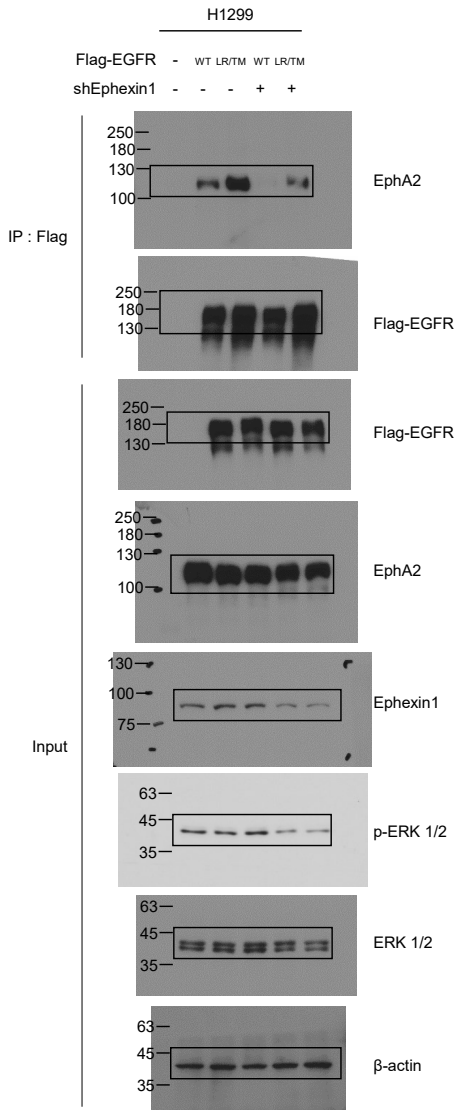 H1299
Flag-EGFR - WT LR/TM WT LR/TM
shEphexin1 - - - + +
IP : Flag
250
180
130
100
EphA2
250
180
130
Flag-EGFR
Input
250
180
130
Flag-EGFR
250
180
130
100
EphA2
130
100
75
Ephexin1
63
45
35
p-ERK 1/2
63
45
35
ERK 1/2
63
45
35
β-actin